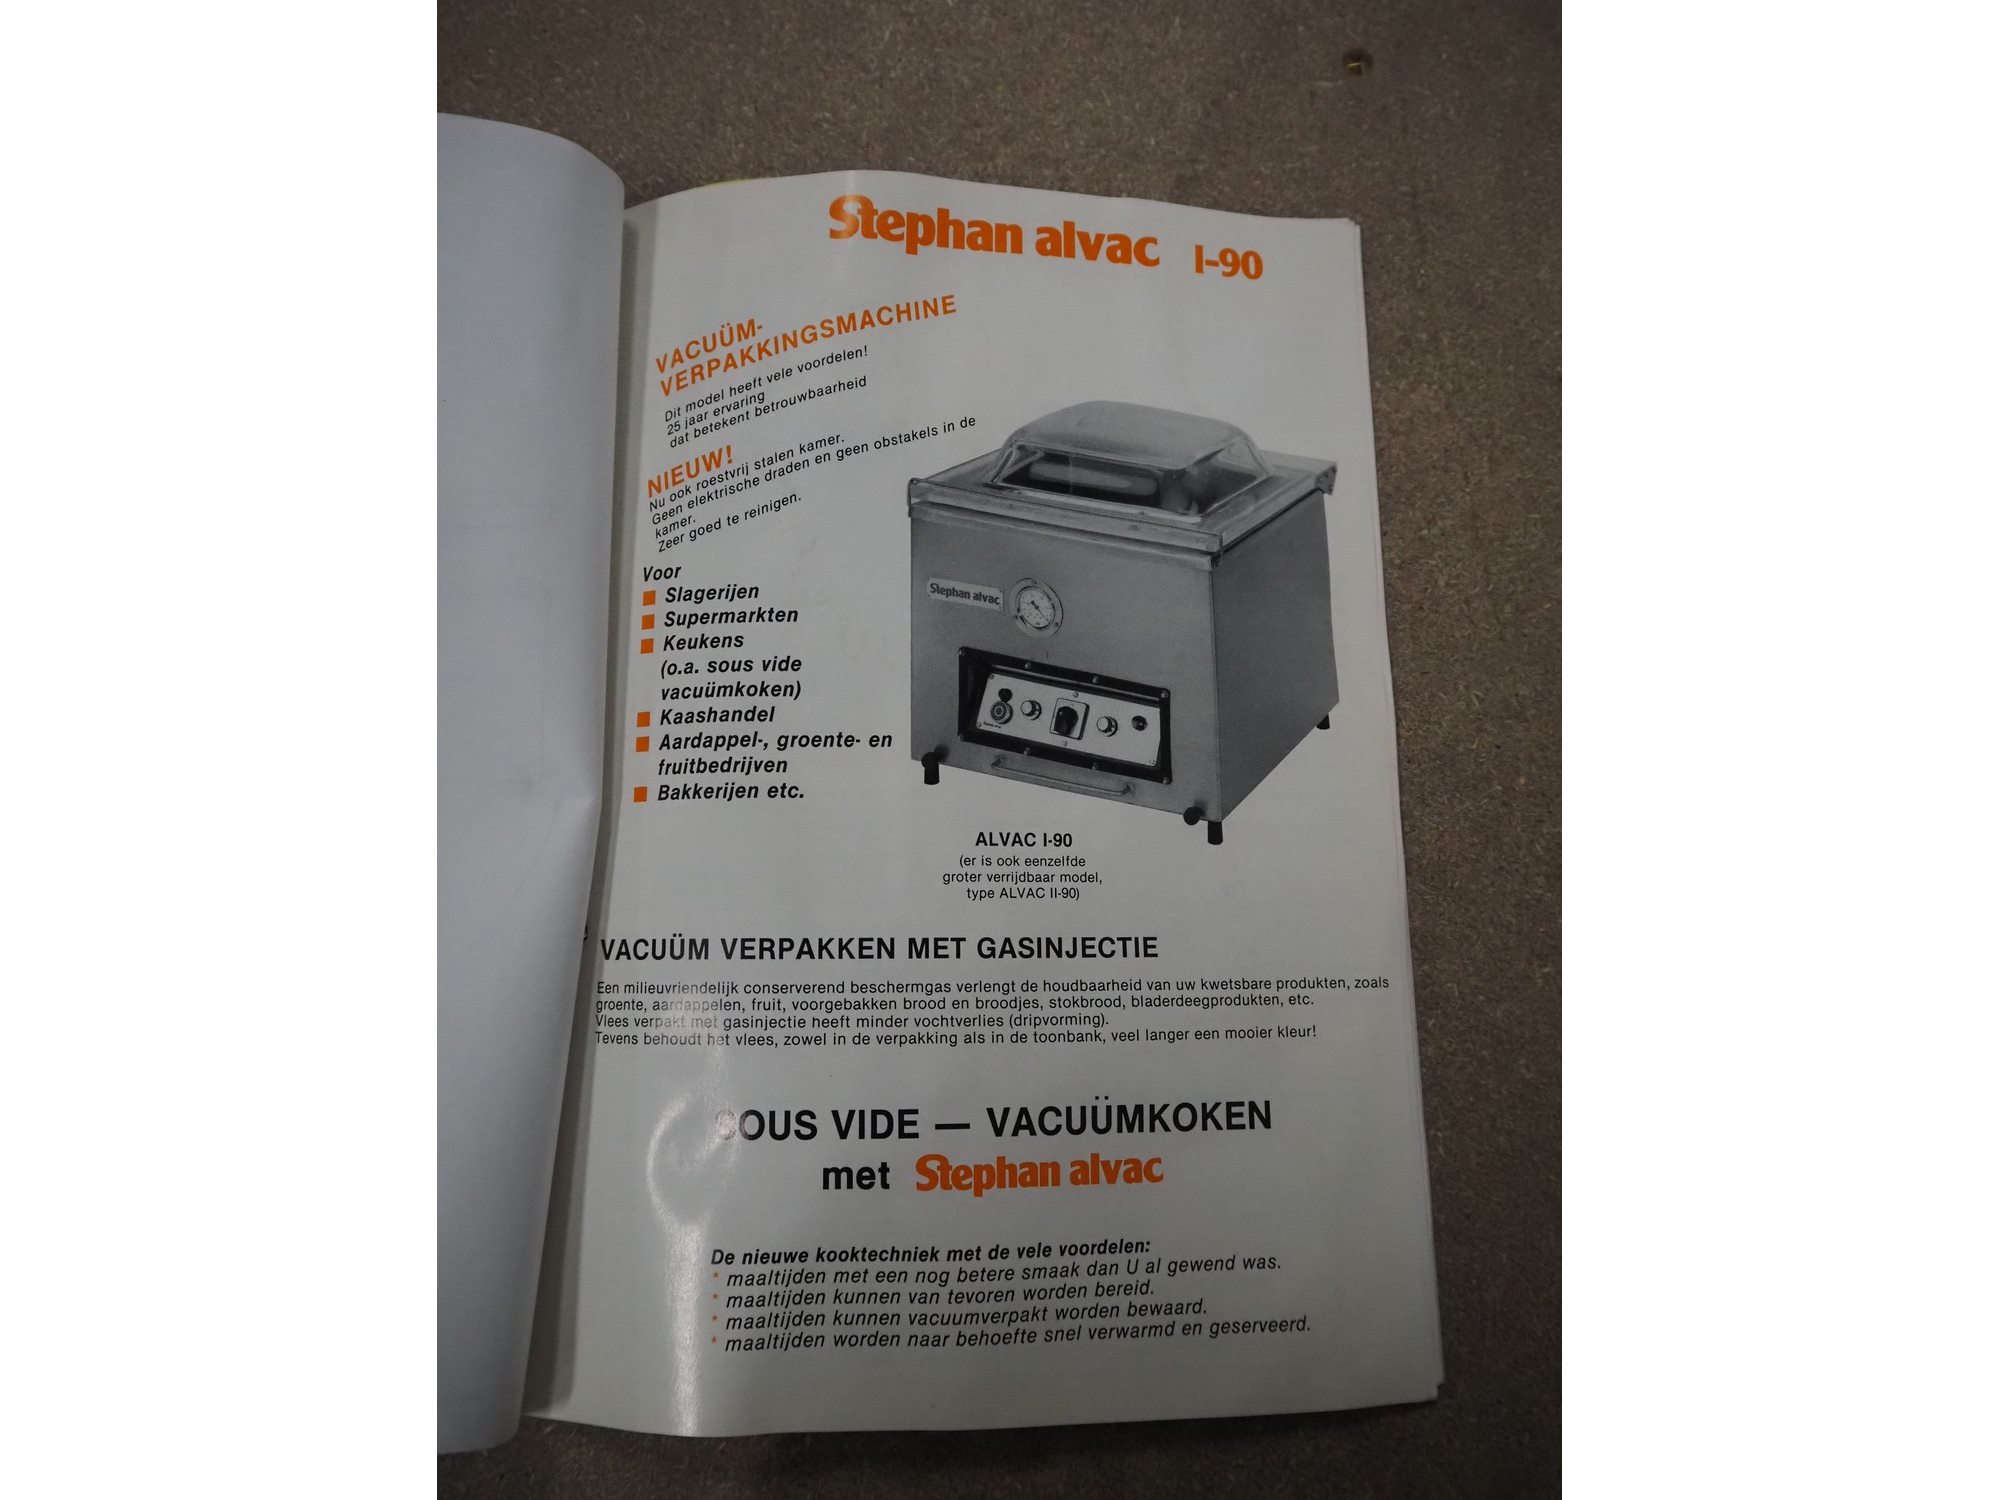 Stephan alvac I-90
VACUÜM-
VERPAKKINGSMACHINE
Dit model heeft vele voordelen!
25 jaar ervaring
dat betekent betrouwbaarheid
NIEUW!
Nu ook roestvrij stalen kamer.
Geen elektrische draden en geen obstakels in de
kamer.
Zeer goed te reinigen.
Voor
Slagerijen
Supermarkten
Keukens
(o.a. sous vide
vacuümkoken)
Kaashandel
Aardappel-, groente- en
fruitbedrijven
Bakkerijen etc.
Stephan alvac
ALVAC I-90
(er is ook eenzelfde
groter verrijdbaar model,
type ALVAC II-90)
VACUÜM VERPAKKEN MET GASINJECTIE
Een milieuvriendelijk conserverend beschermgas verlengt de houdbaarheid van uw kwetsbare produkten, zoals
groente, aardappelen, fruit, voorgebakken brood en broodjes, stokbrood, bladerdeegprodukten, etc.
Vlees verpakt met gasinjectie heeft minder vochtverlies (dripvorming).
Tevens behoudt het vlees, zowel in de verpakking als in de toonbank, veel langer een mooier kleur!
SOUS VIDE — VACUÜMKOKEN
met Stephan alvac
De nieuwe kooktechniek met de vele voordelen:
* maaltijden met een nog betere smaak dan U al gewend was.
* maaltijden kunnen van tevoren worden bereid.
* maaltijden kunnen vacuumverpakt worden bewaard.
* maaltijden worden naar behoefte snel verwarmd en geserveerd.